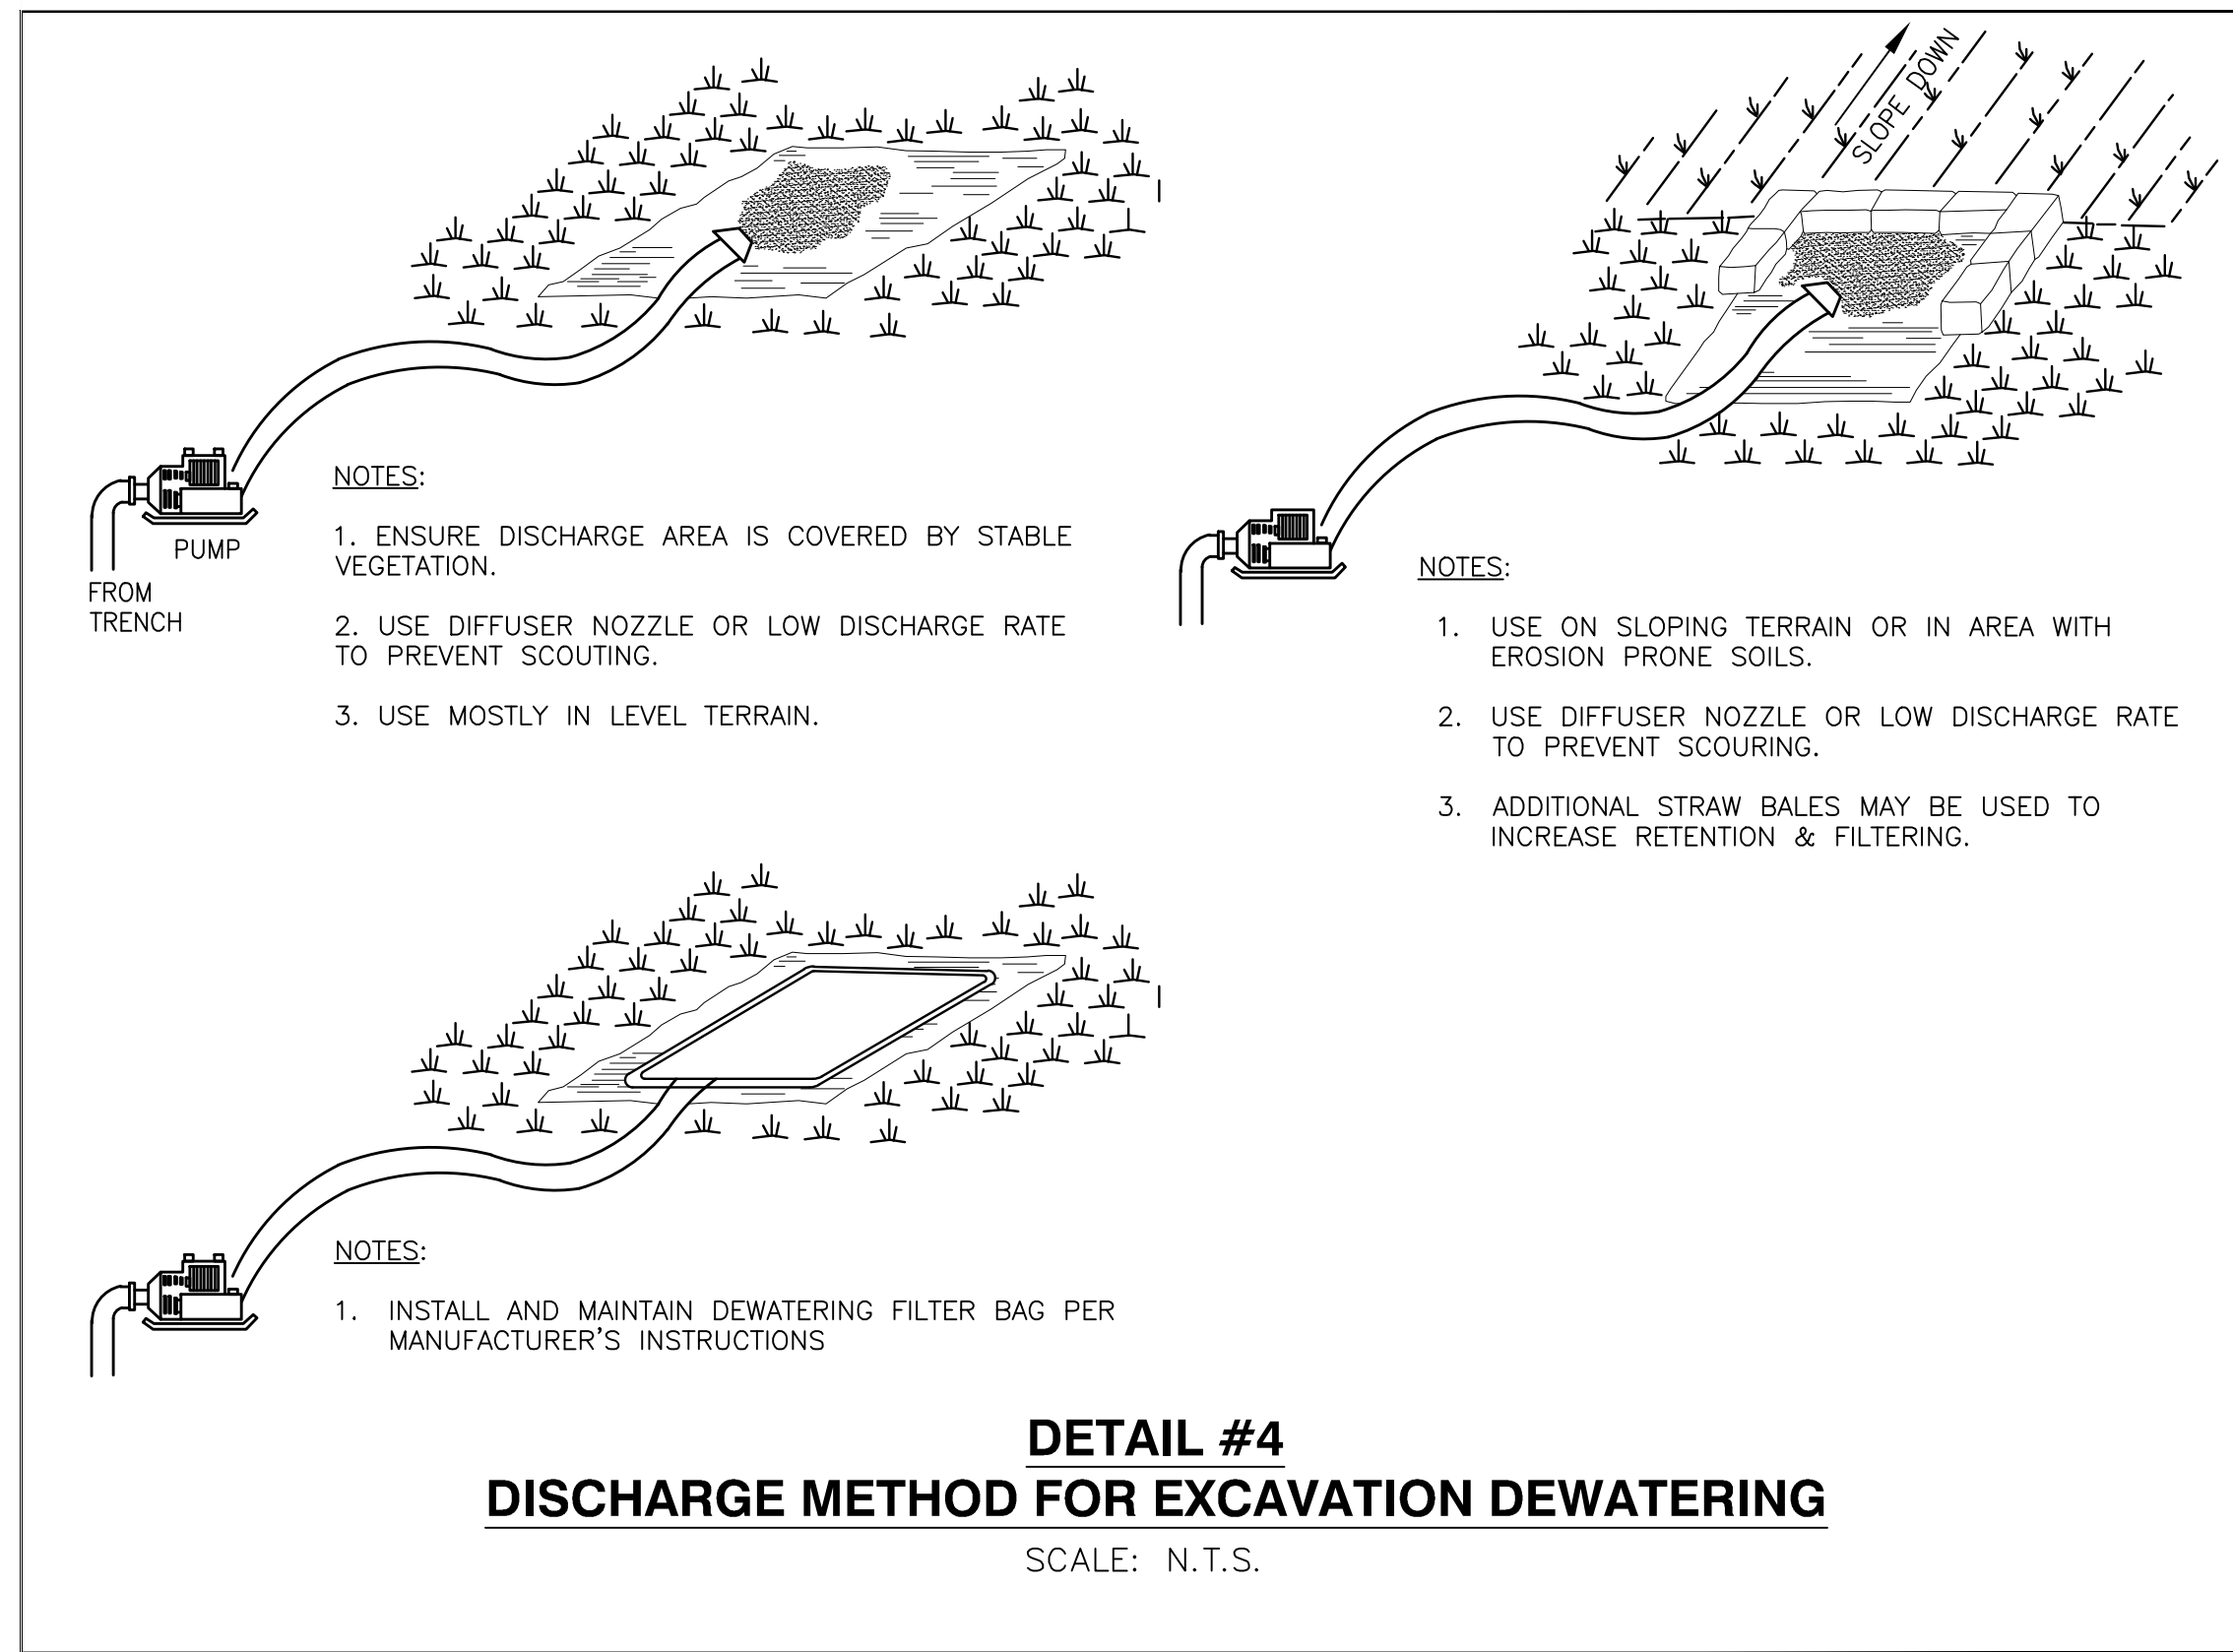 PUMP
FROM
TRENCH
NOTES:
1. ENSURE DISCHARGE AREA IS COVERED BY STABLE
VEGETATION.
2. USE DIFFUSER NOZZLE OR LOW DISCHARGE RATE
TO PREVENT SCOUTING.
3. USE MOSTLY IN LEVEL TERRAIN.
SLOPE DOWN
NOTES:
1. USE ON SLOPING TERRAIN OR IN AREA WITH
EROSION PRONE SOILS.
2. USE DIFFUSER NOZZLE OR LOW DISCHARGE RATE
TO PREVENT SCOURING.
3. ADDITIONAL STRAW BALES MAY BE USED TO
INCREASE RETENTION & FILTERING.
NOTES:
1. INSTALL AND MAINTAIN DEWATERING FILTER BAG PER
MANUFACTURER'S INSTRUCTIONS
DETAIL #4
DISCHARGE METHOD FOR EXCAVATION DEWATERING
SCALE: N.T.S.